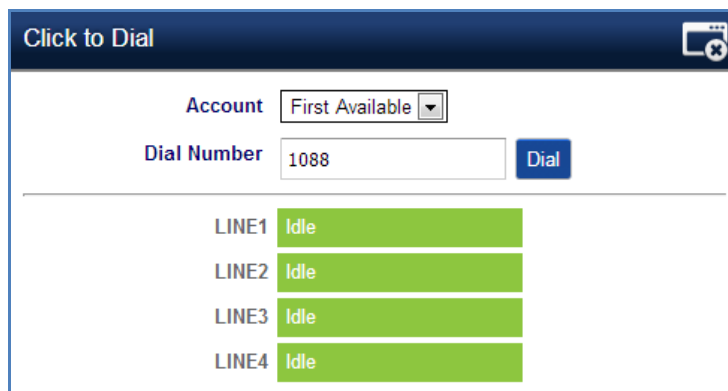 Click to Dial
Account First Available
Dial Number 1088 Dial
LINE1 Idle
LINE2 Idle
LINE3 Idle
LINE4 Idle